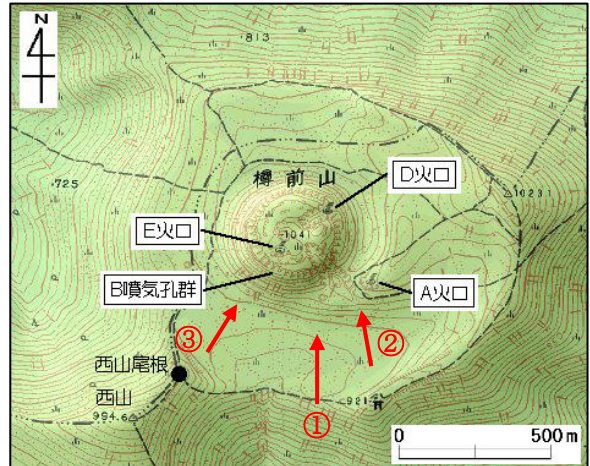 N
・813
・725
樽前山
D火口
△1023.1
E火口
・1041
B噴気孔群
A火口
③
②
西山尾根
西山
994.6△
①
・921
0 500m